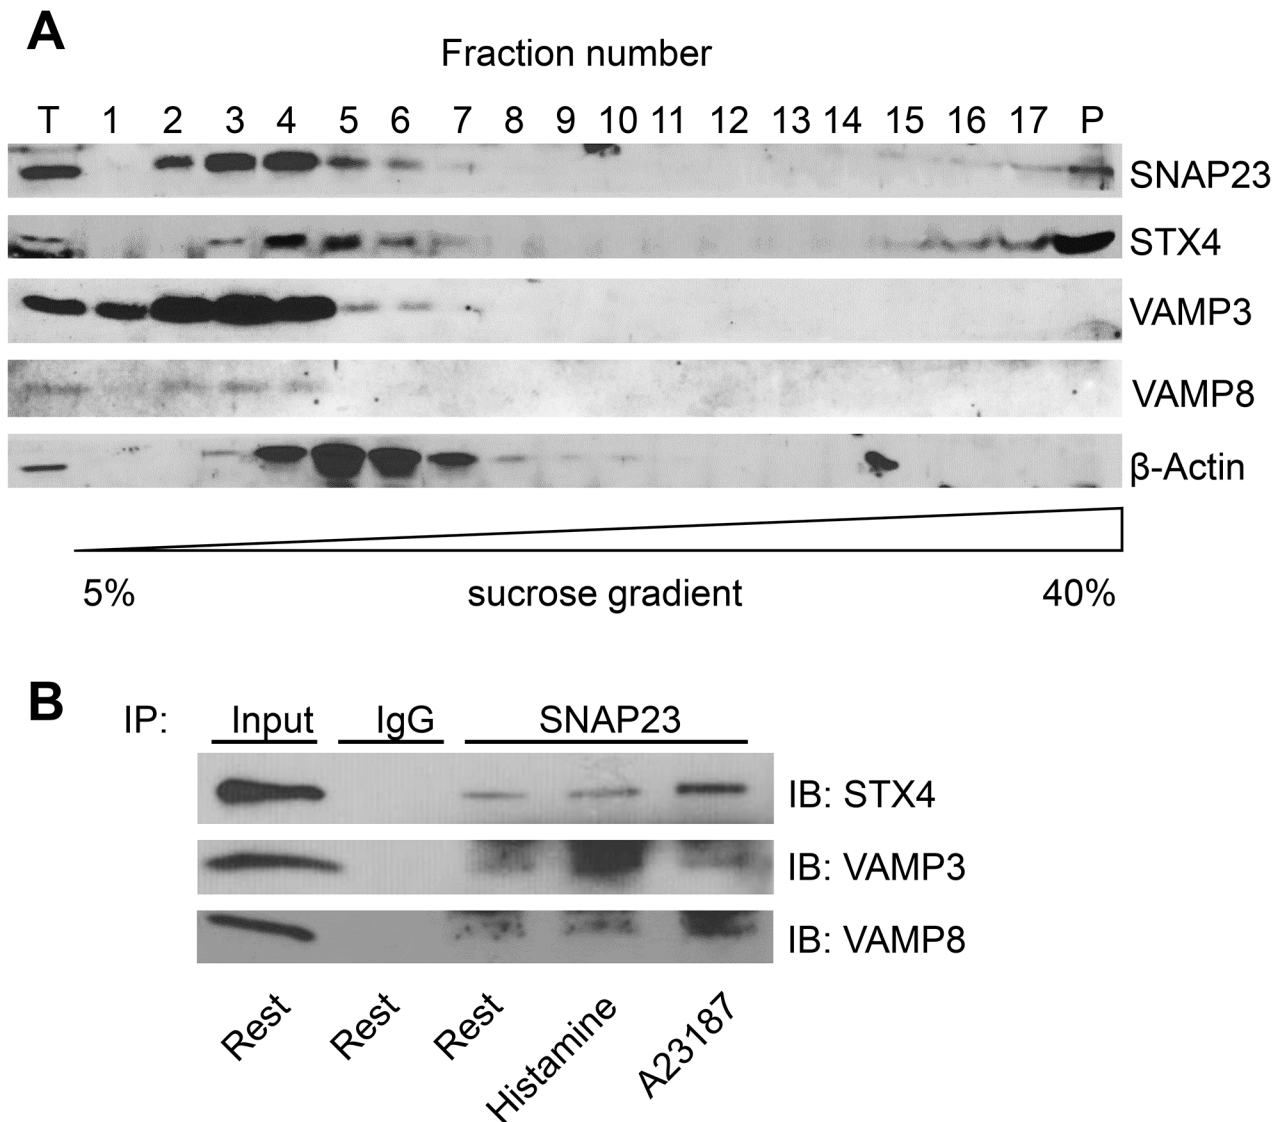 A
Fraction number
T 1 2 3 4 5 6 7 8 9 10 11 12 13 14 15 16 17 P
SNAP23
STX4
VAMP3
VAMP8
β-Actin
5% sucrose gradient 40%
B
IP: Input IgG SNAP23
IB: STX4
IB: VAMP3
IB: VAMP8
Rest Rest Rest Histamine A23187